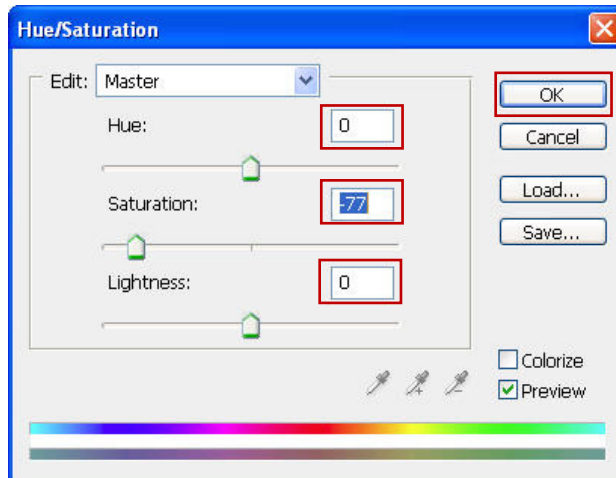 Hue/Saturation
Edit: Master
OK
Hue: 0
Cancel
Load...
Saturation: -77
Save...
Lightness: 0
Colorize
Preview